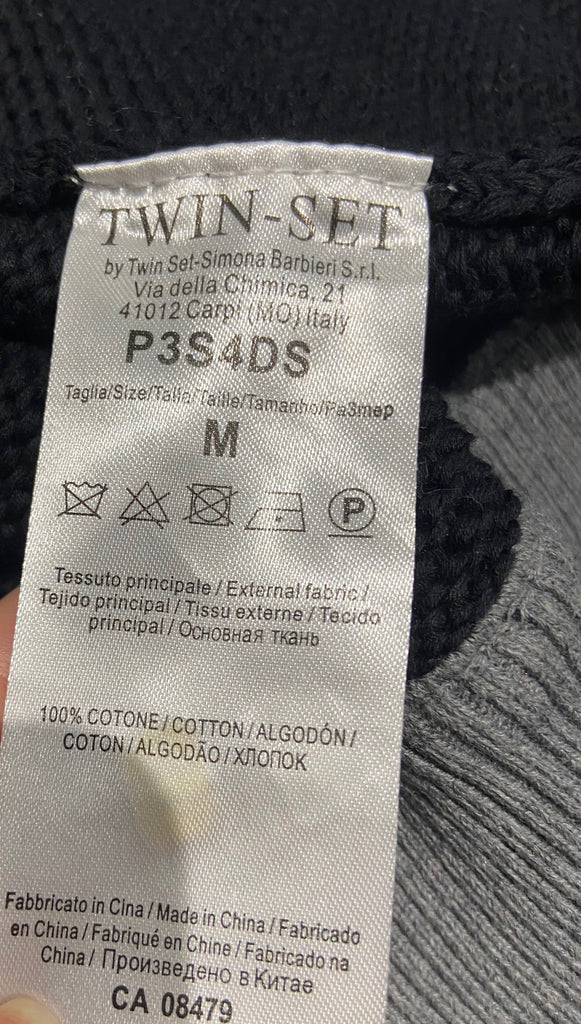 TWIN-SET
by Twin Set-Simona Barbieri S.r.l.
Via della Chimica, 21
41012 Carpi (MO) Italy
P3S4DS
Taglia/Size/Talla/Taille/Tamanho/Ра3мер
M
P
Tessuto principale / External fabric /
Tejido principal / Tissu externe / Tecido
principal / Основная ткань
100% COTONE / COTTON / ALGODÓN /
COTON / ALGODÃO / ХЛОПОК
Fabbricato in Cina / Made in China / Fabricado
en China / Fabriqué en Chine / Fabricado na
China / Произведено в Китае
CA 08479